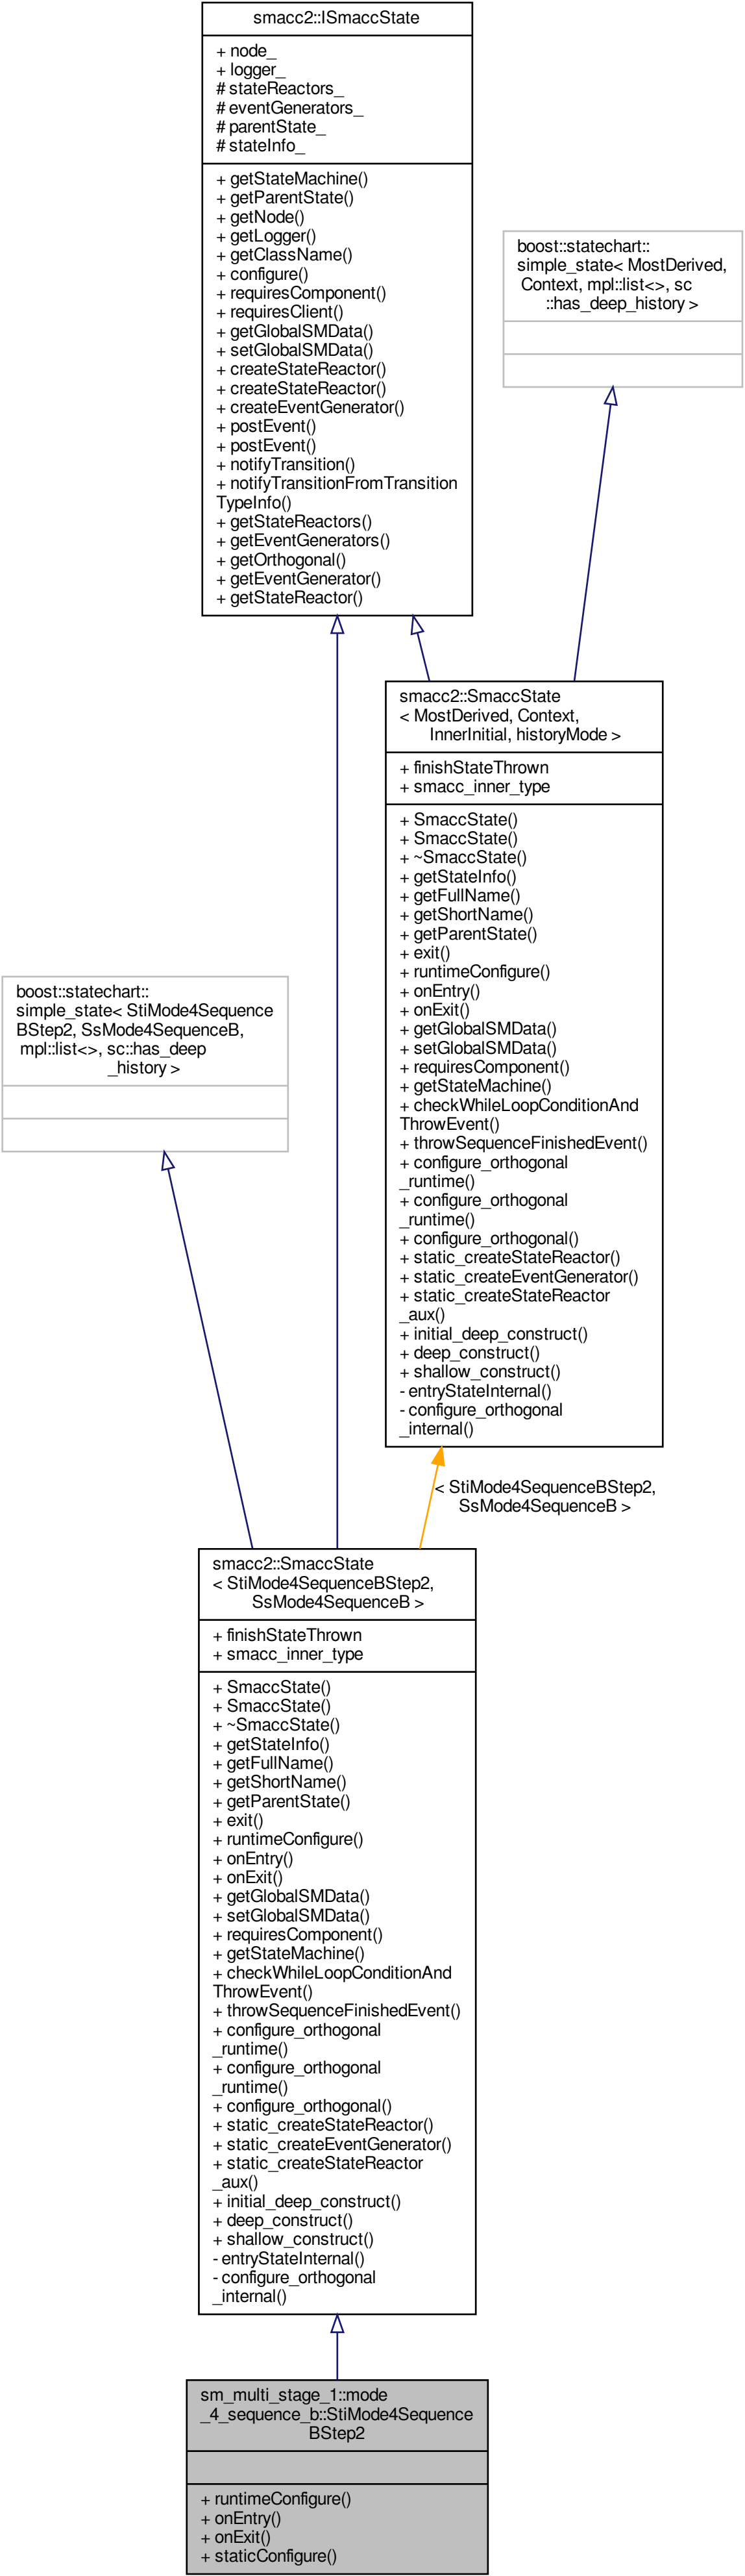 smacc2::ISmaccState
+ node_
+ logger_
# stateReactors_
# eventGenerators_
# parentState_
# stateInfo_
+ getStateMachine()
+ getParentState()
+ getNode()
+ getLogger()
+ getClassName()
+ configure()
+ requiresComponent()
+ requiresClient()
+ getGlobalSMData()
+ setGlobalSMData()
+ createStateReactor()
+ createStateReactor()
+ createEventGenerator()
+ postEvent()
+ postEvent()
+ notifyTransition()
+ notifyTransitionFromTransition
TypeInfo()
+ getStateReactors()
+ getEventGenerators()
+ getOrthogonal()
+ getEventGenerator()
+ getStateReactor()
boost::statechart::
simple_state< MostDerived,
Context, mpl::list<>, sc
::has_deep_history >
smacc2::SmaccState
< MostDerived, Context,
InnerInitial, historyMode >
+ finishStateThrown
+ smacc_inner_type
+ SmaccState()
+ SmaccState()
+ ~SmaccState()
+ getStateInfo()
+ getFullName()
+ getShortName()
+ getParentState()
+ exit()
+ runtimeConfigure()
+ onEntry()
+ onExit()
+ getGlobalSMData()
+ setGlobalSMData()
+ requiresComponent()
+ getStateMachine()
+ checkWhileLoopConditionAnd
ThrowEvent()
+ throwSequenceFinishedEvent()
+ configure_orthogonal
_runtime()
+ configure_orthogonal
_runtime()
+ configure_orthogonal()
+ static_createStateReactor()
+ static_createEventGenerator()
+ static_createStateReactor
_aux()
+ initial_deep_construct()
+ deep_construct()
+ shallow_construct()
- entryStateInternal()
- configure_orthogonal
_internal()
boost::statechart::
simple_state< StiMode4Sequence
BStep2, SsMode4SequenceB,
mpl::list<>, sc::has_deep
_history >
< StiMode4SequenceBStep2,
SsMode4SequenceB >
smacc2::SmaccState
< StiMode4SequenceBStep2,
SsMode4SequenceB >
+ finishStateThrown
+ smacc_inner_type
+ SmaccState()
+ SmaccState()
+ ~SmaccState()
+ getStateInfo()
+ getFullName()
+ getShortName()
+ getParentState()
+ exit()
+ runtimeConfigure()
+ onEntry()
+ onExit()
+ getGlobalSMData()
+ setGlobalSMData()
+ requiresComponent()
+ getStateMachine()
+ checkWhileLoopConditionAnd
ThrowEvent()
+ throwSequenceFinishedEvent()
+ configure_orthogonal
_runtime()
+ configure_orthogonal
_runtime()
+ configure_orthogonal()
+ static_createStateReactor()
+ static_createEventGenerator()
+ static_createStateReactor
_aux()
+ initial_deep_construct()
+ deep_construct()
+ shallow_construct()
- entryStateInternal()
- configure_orthogonal
_internal()
sm_multi_stage_1::mode
_4_sequence_b::StiMode4Sequence
BStep2
+ runtimeConfigure()
+ onEntry()
+ onExit()
+ staticConfigure()